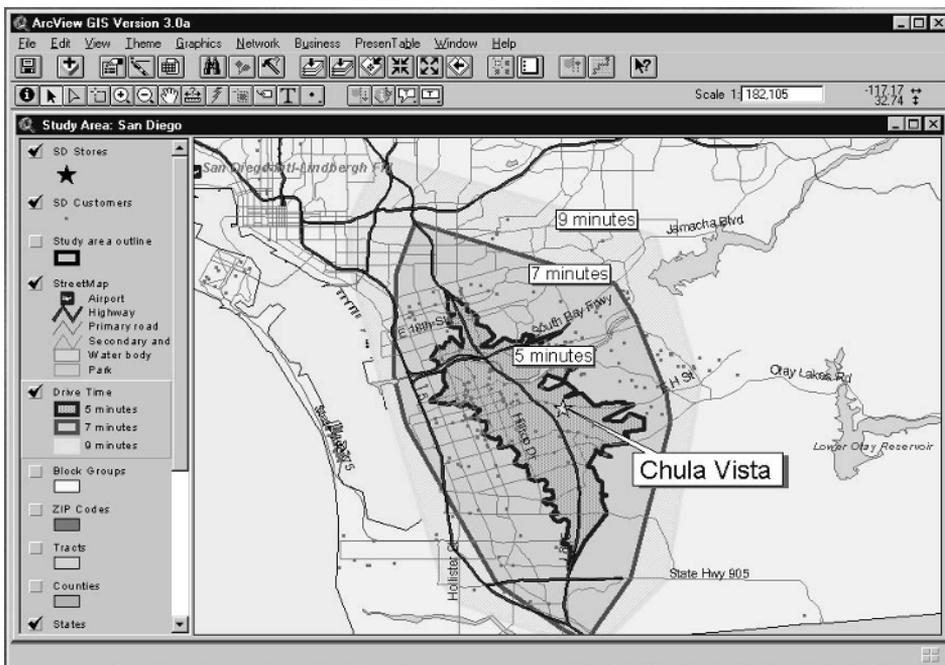 ArcView GIS Version 3.0a
File Edit View Theme Graphics Network Business PresenTable Window Help
Scale 1: 182,105
-117.17
32.74
Study Area: San Diego
SD Stores
SD Customers
Study area outline
StreetMap
Airport
Highway
Primary road
Secondary and
Water body
Park
Drive Time
5 minutes
7 minutes
9 minutes
Block Groups
ZIP Codes
Tracts
Counties
States
9 minutes
Jamacha Blvd
7 minutes
South Bay Frwy
E 18th St
5 minutes
E H St
Otay Lakes Rd
Hilltop Dr
Lower Otay Reservoir
Chula Vista
Hollister
State Hwy 905